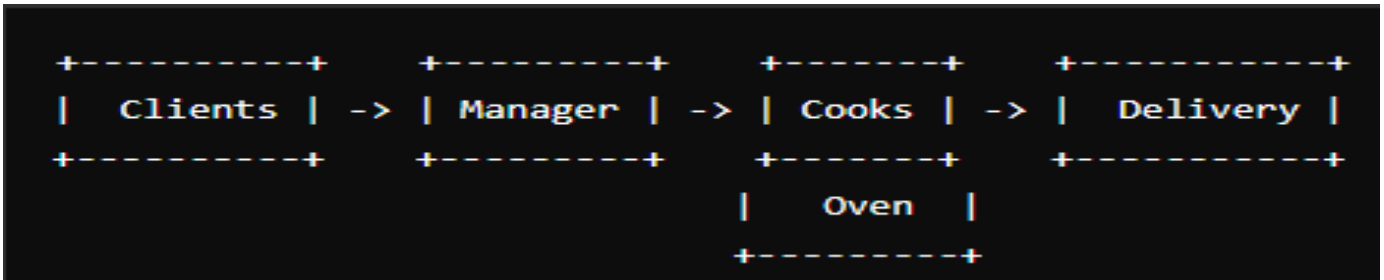 +-----------+    +---------+    +-------+    +-----------+
|  Clients | -> | Manager | -> | Cooks | -> |  Delivery |
+-----------+    +---------+    +-------+    +-----------+
|   Oven  |
+----------+